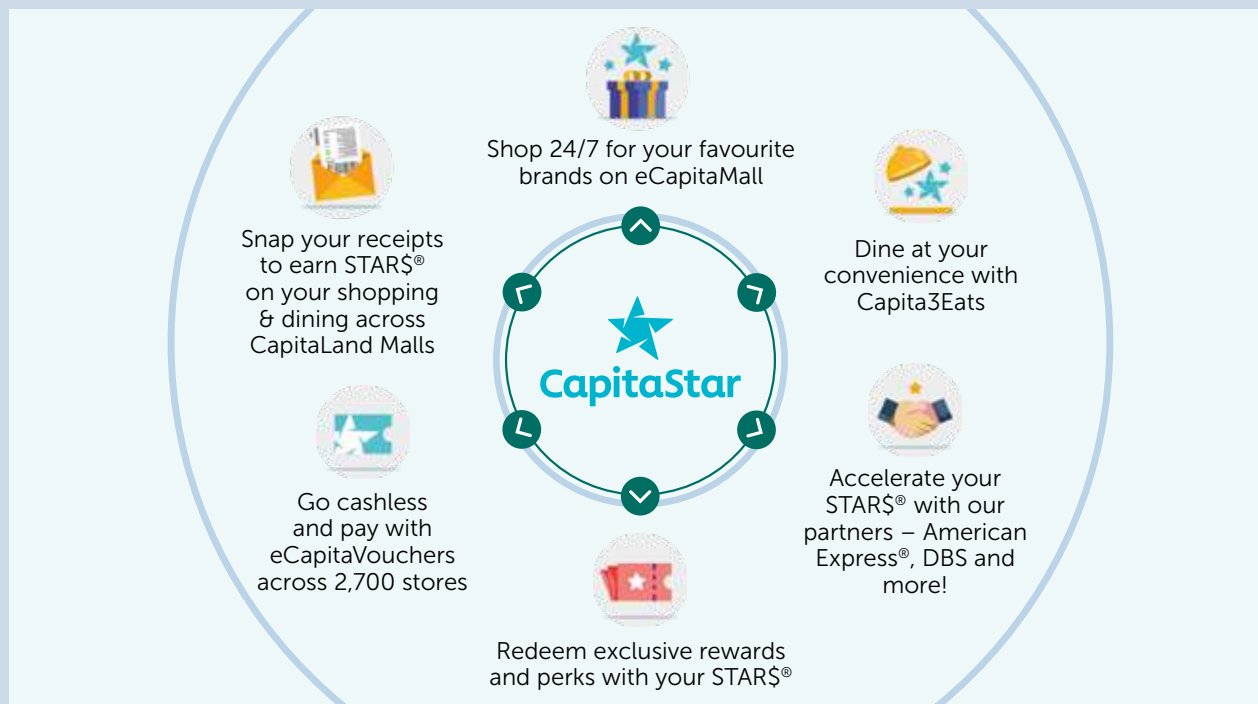 Shop 24/7 for your favourite
brands on eCapitaMall
Snap your receipts
to earn STAR$®
on your shopping
& dining across
CapitaLand Malls
Dine at your
convenience with
Capita3Eats
CapitaStar
Go cashless
and pay with
eCapitaVouchers
across 2,700 stores
Accelerate your
STAR$® with our
partners – American
Express®, DBS and
more!
Redeem exclusive rewards
and perks with your STAR$®